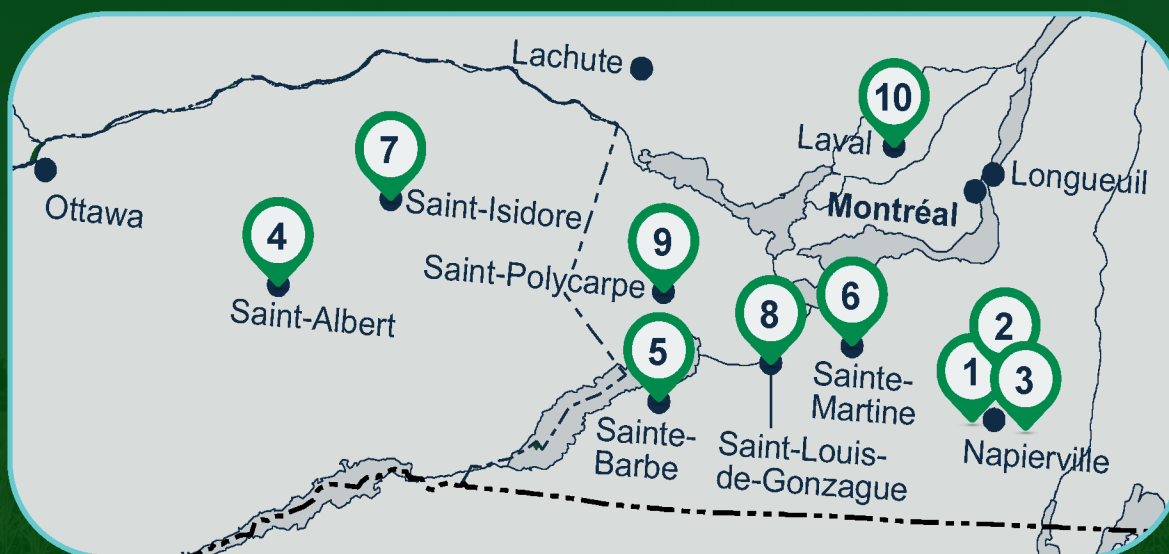 Lachute
10
Laval
7
Longueuil
Ottawa
Saint-Isidore
Montréal
4
9
Saint-Polycarpe
Saint-Albert
8
6
2
5
1
3
Sainte-
Martine
Sainte-
Barbe
Saint-Louis-
de-Gonzague
Napierville